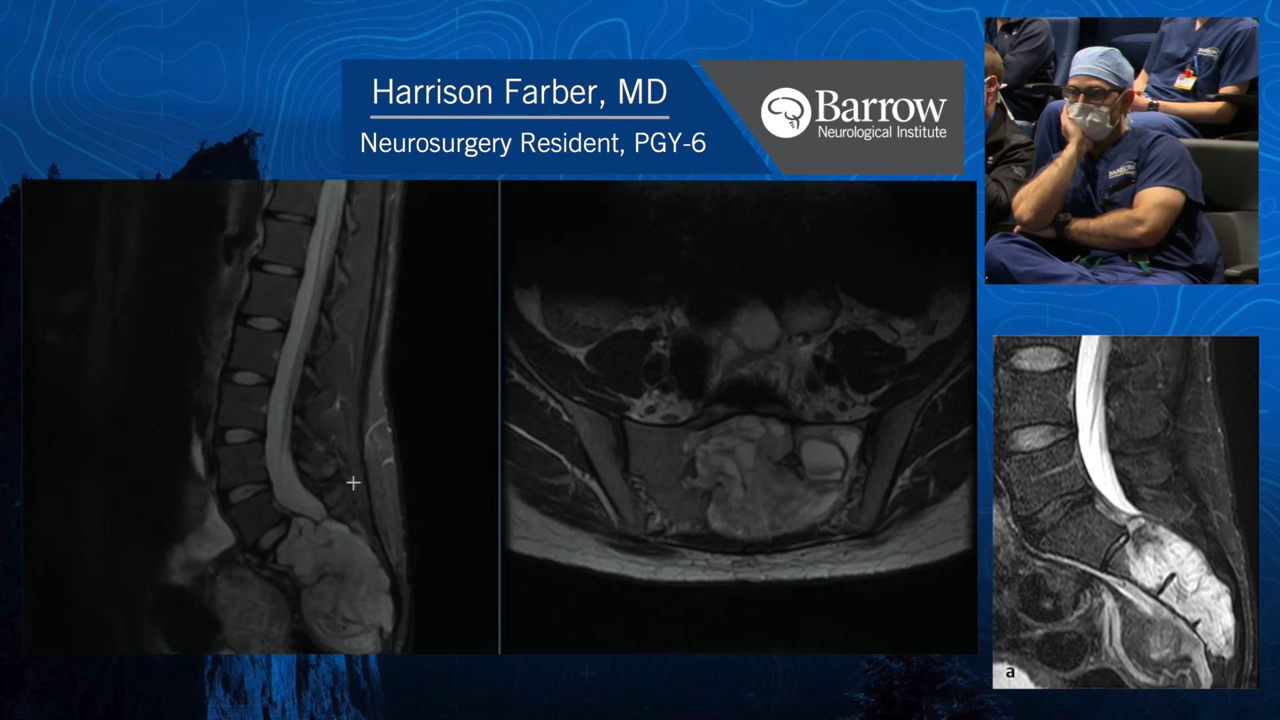 Harrison Farber, MD
Neurosurgery Resident, PGY-6
Barrow
Neurological Institute
a